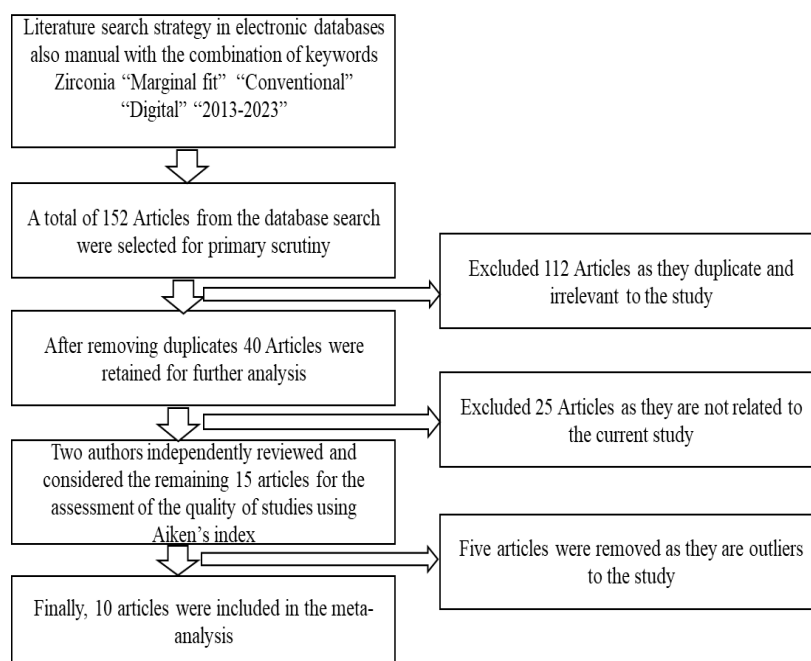 Literature search strategy in electronic databases
also manual with the combination of keywords
Zirconia “Marginal fit” “Conventional”
“Digital” “2013-2023”
A total of 152 Articles from the database search
were selected for primary scrutiny
Excluded 112 Articles as they duplicate and
irrelevant to the study
After removing duplicates 40 Articles were
retained for further analysis
Excluded 25 Articles as they are not related to
the current study
Two authors independently reviewed and
considered the remaining 15 articles for the
assessment of the quality of studies using
Aiken’s index
Five articles were removed as they are outliers
to the study
Finally, 10 articles were included in the meta-
analysis